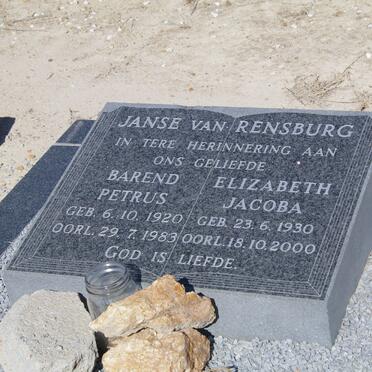 JANSE VAN RENSBURG
IN TERE HERINNERING AAN
ONS GELIEFDE
BAREND
PETRUS
GEB. 6. 10. 1920
OORL. 29. 7. 1983
ELIZABETH
JACOBA
GEB. 23. 6. 1930
OORL. 18. 10. 2000
GOD IS LIEFDE.